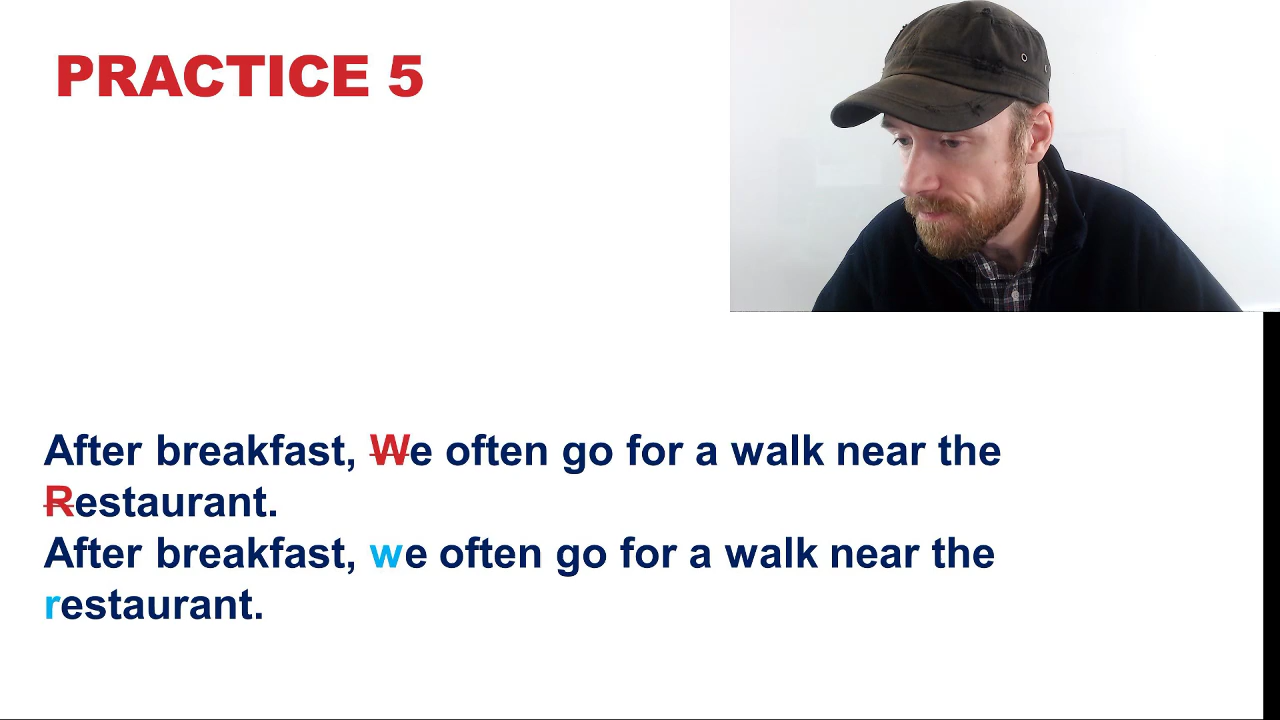 PRACTICE 5
After breakfast, We often go for a walk near the
Restaurant.
After breakfast, we often go for a walk near the
restaurant.